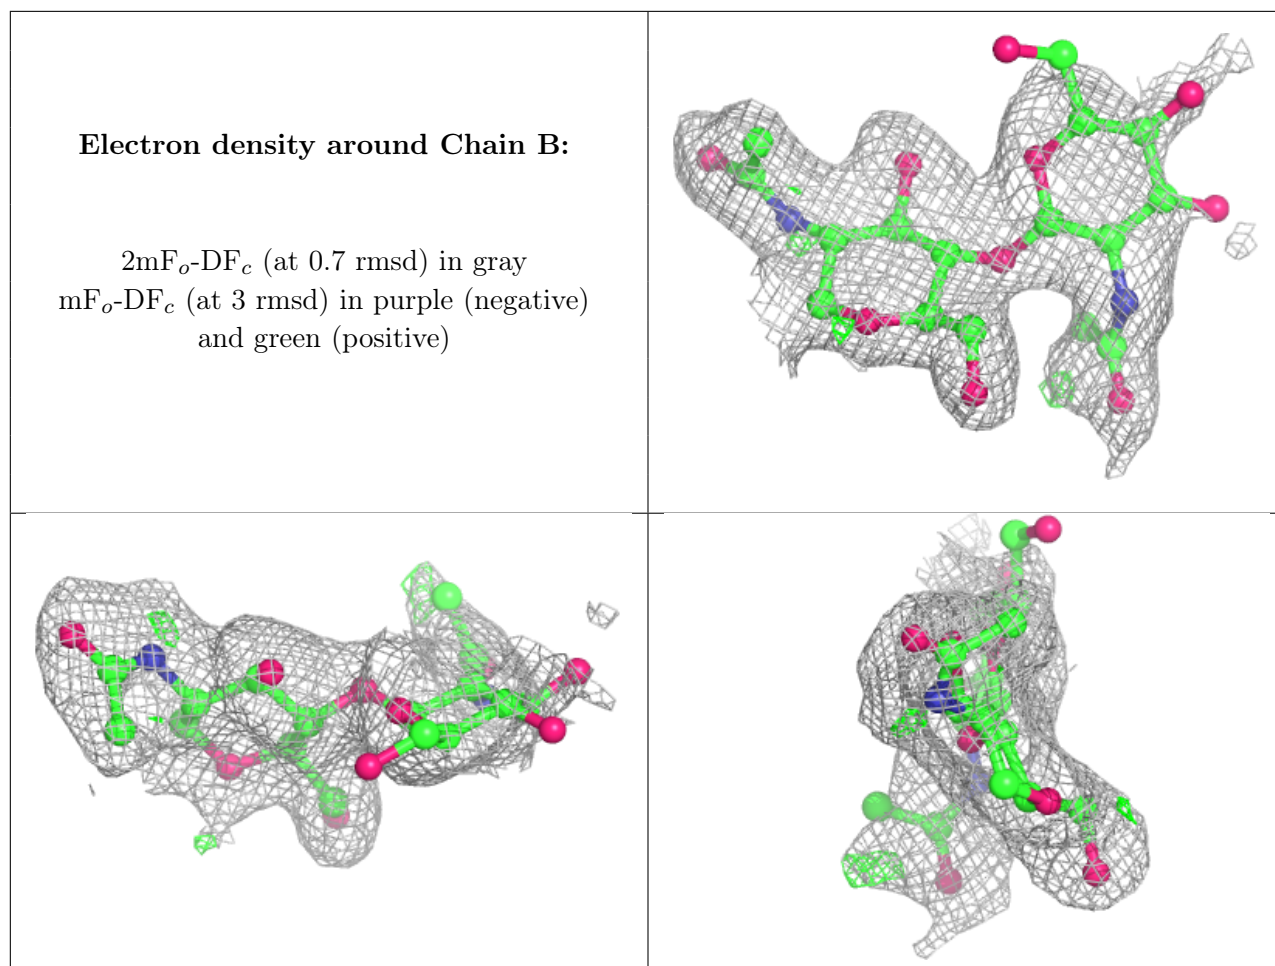 Electron density around Chain B:
2mFo-DFc (at 0.7 rmsd) in gray
mFo-DFc (at 3 rmsd) in purple (negative)
and green (positive)